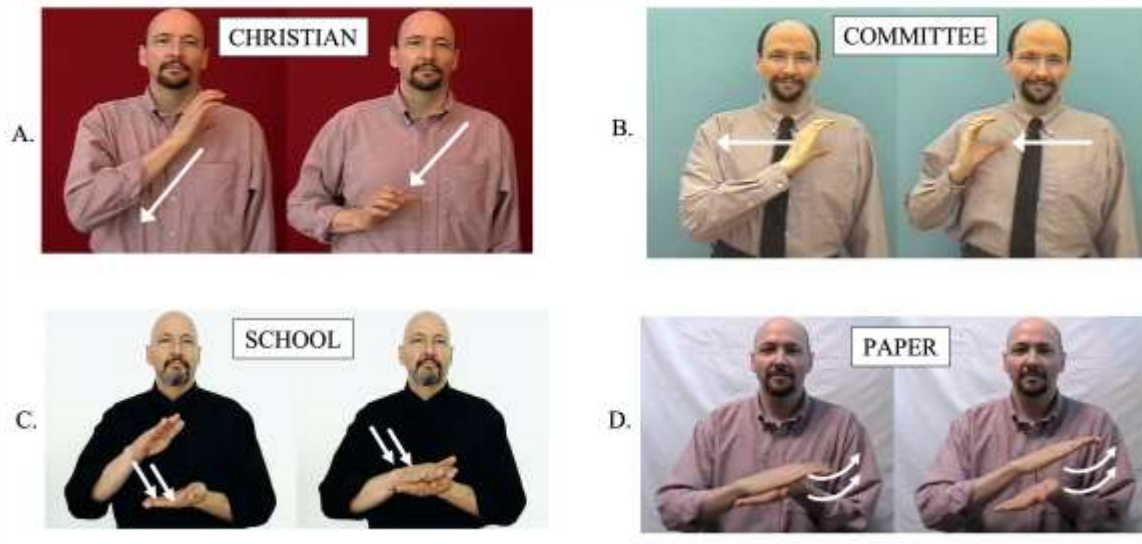 A.
CHRISTIAN
B.
COMMITTEE
C.
SCHOOL
D.
PAPER